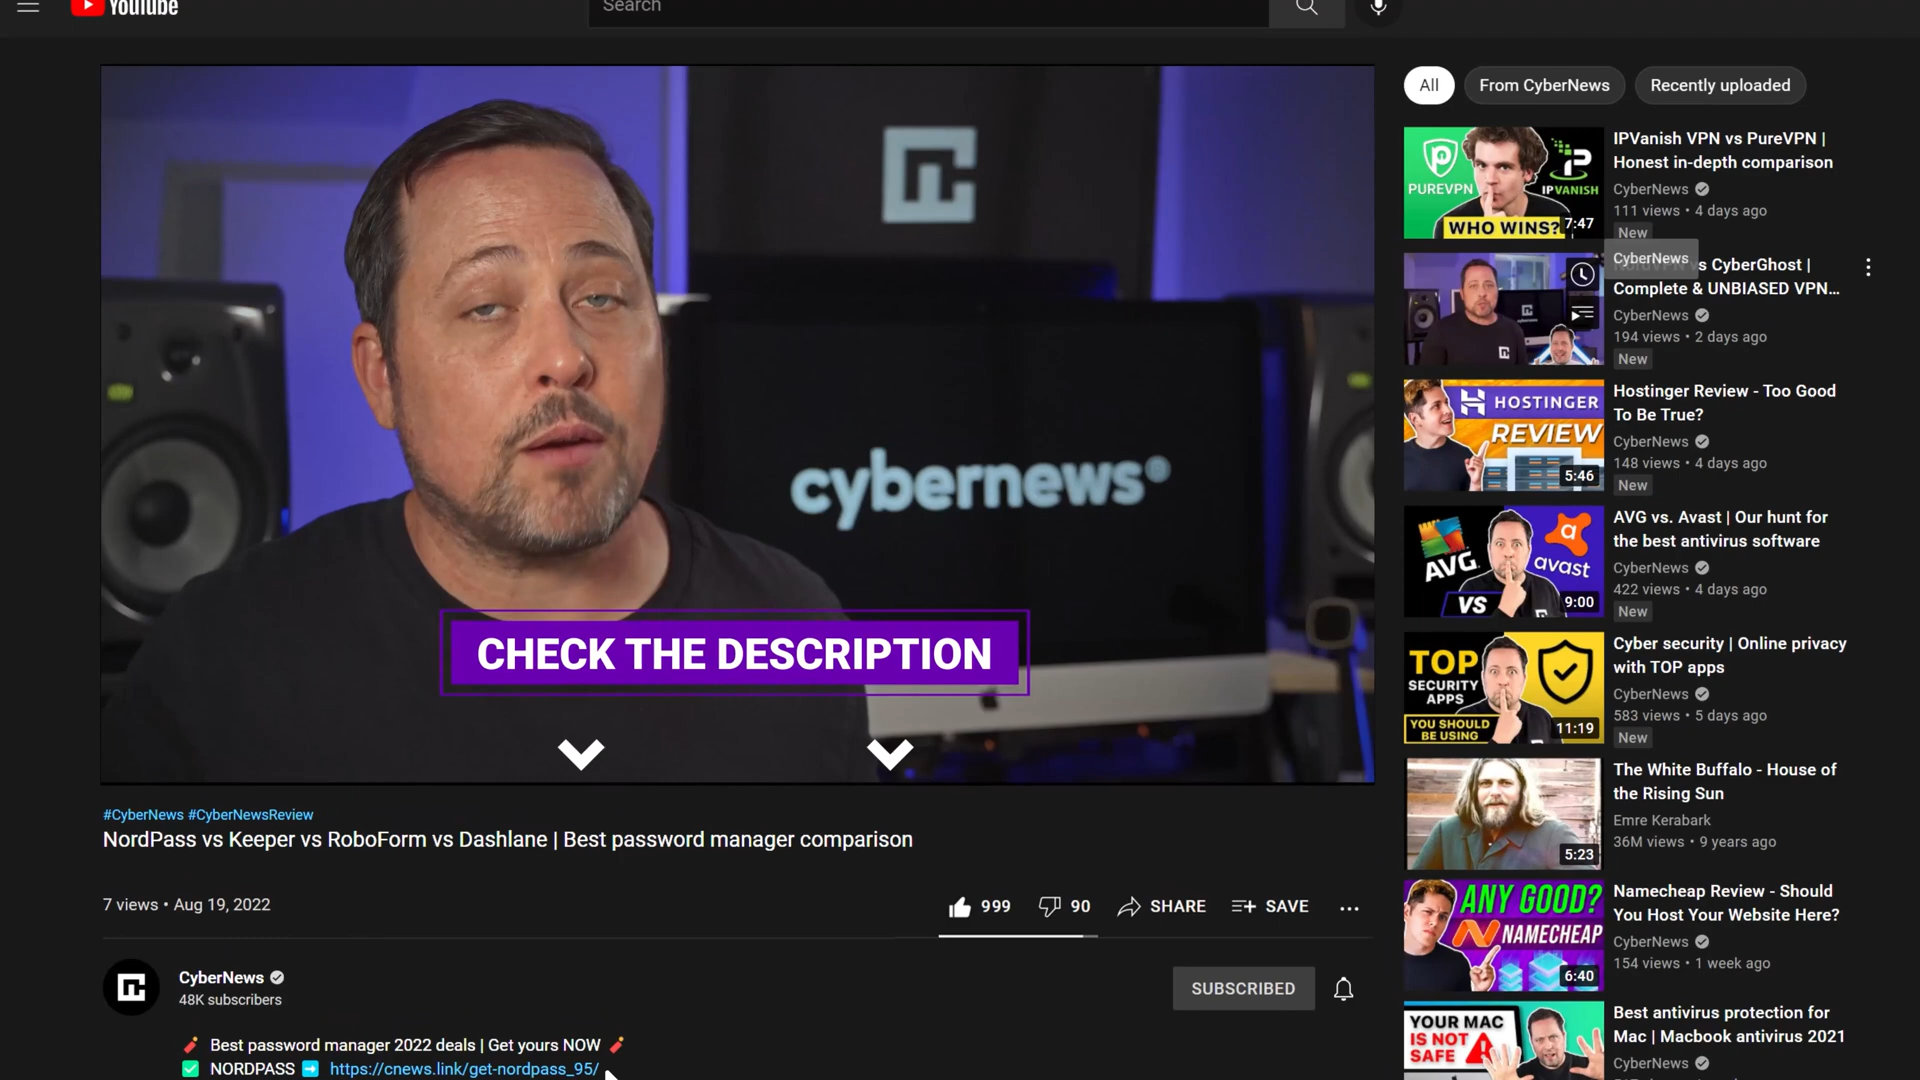 YouTube
Search
cybernews®
CHECK THE DESCRIPTION
#CyberNews #CyberNewsReview
NordPass vs Keeper vs RoboForm vs Dashlane | Best password manager comparison
7 views • Aug 19, 2022
999
90
SHARE
SAVE
CyberNews
48K subscribers
SUBSCRIBED
Best password manager 2022 deals | Get yours NOW
NORDPASS https://cnews.link/get-nordpass_95/
All
From CyberNews
Recently uploaded
PUREVPN
IPVANISH
WHO WINS?
7:47
IPVanish VPN vs PureVPN |
Honest in-depth comparison
CyberNews
111 views • 4 days ago
New
CyberNews
cybernews
vs CyberGhost |
Complete & UNBIASED VPN...
CyberNews
194 views • 2 days ago
New
HOSTINGER
REVIEW
5:46
Hostinger Review - Too Good
To Be True?
CyberNews
148 views • 4 days ago
New
AVG
avast
VS
9:00
AVG vs. Avast | Our hunt for
the best antivirus software
CyberNews
422 views • 4 days ago
New
TOP
SECURITY
APPS
YOU SHOULD
BE USING
11:19
Cyber security | Online privacy
with TOP apps
CyberNews
583 views • 5 days ago
New
5:23
The White Buffalo - House of
the Rising Sun
Emre Kerabark
36M views • 9 years ago
ANY GOOD?
NAMECHEAP
6:40
Namecheap Review - Should
You Host Your Website Here?
CyberNews
154 views • 1 week ago
YOUR MAC
IS NOT
SAFE
Best antivirus protection for
Mac | Macbook antivirus 2021
CyberNews